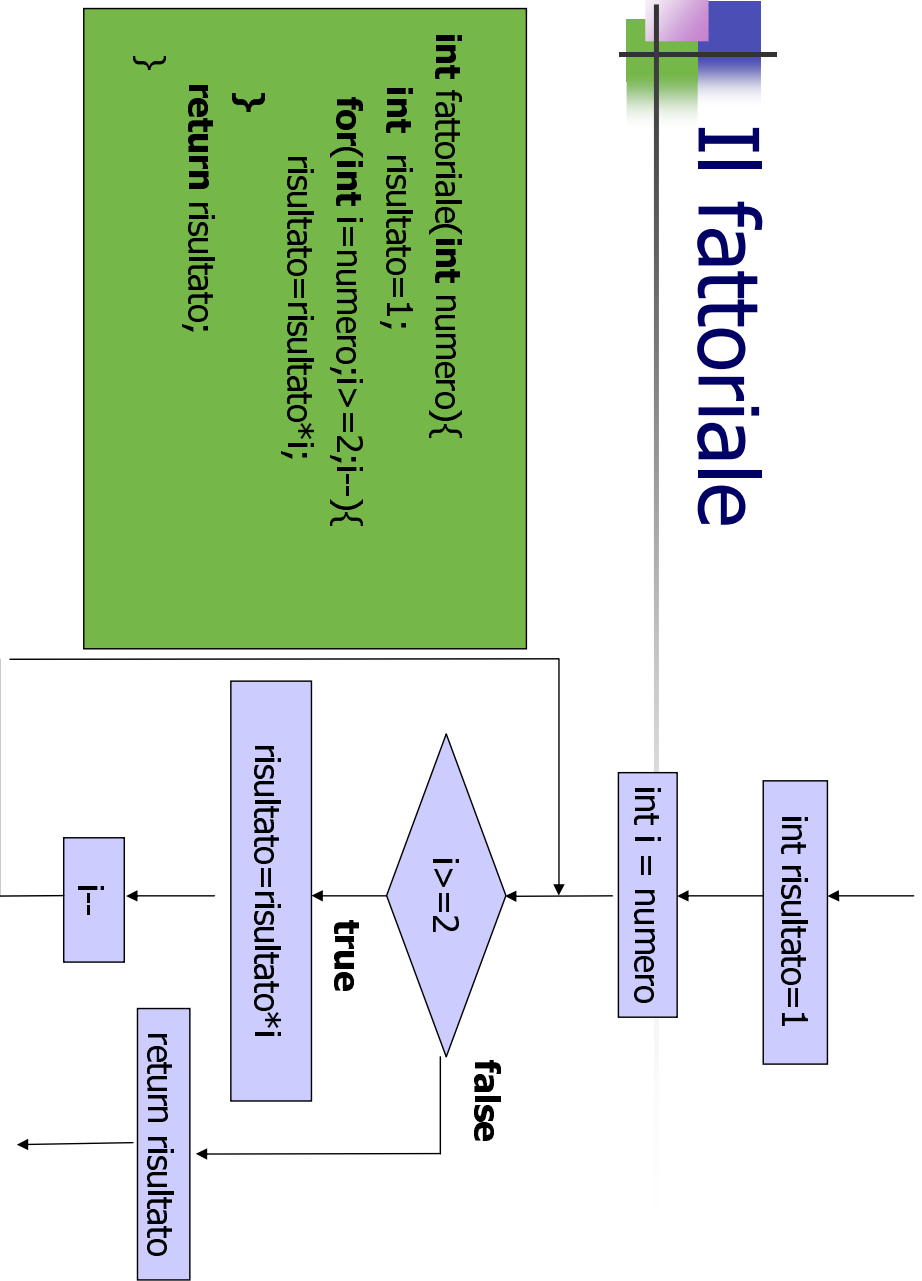 Il fattoriale
int fattoriale(int numero){
int risultato=1;
for(int i=numero;i>=2;i--){
risultato=risultato*i;
}
return risultato;
}
int risultato=1
int i = numero
i>=2
false
true
risultato=risultato*i
i--
return risultato